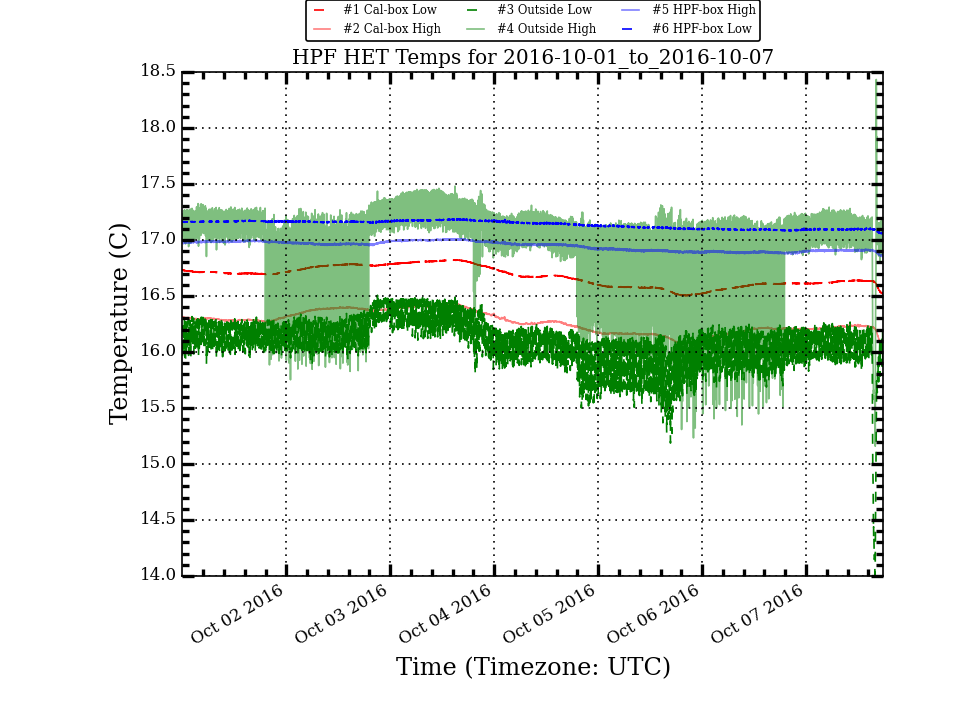 #1 Cal-box Low #3 Outside Low #5 HPF-box High
#2 Cal-box High #4 Outside High #6 HPF-box Low
HPF HET Temps for 2016-10-01_to_2016-10-07
18.5
18.0
17.5
17.0
16.5
16.0
15.5
15.0
14.5
14.0
Temperature (C)
Oct 02 2016 Oct 03 2016 Oct 04 2016 Oct 05 2016 Oct 06 2016 Oct 07 2016
Time (Timezone: UTC)